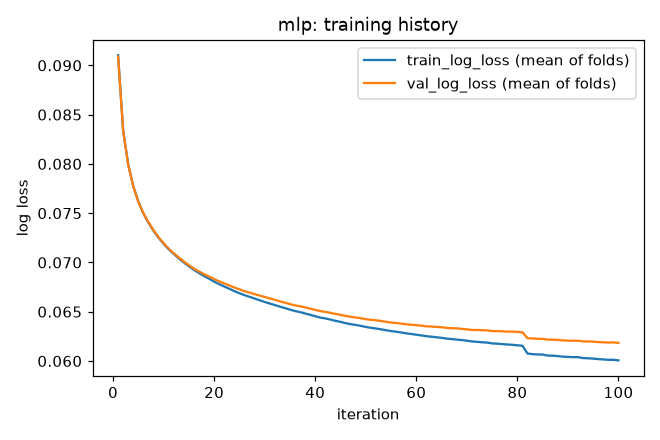 mlp: training history
train_log_loss (mean of folds)
val_log_loss (mean of folds)
log loss
0.090
0.085
0.080
0.075
0.070
0.065
0.060
0 20 40 60 80 100
iteration